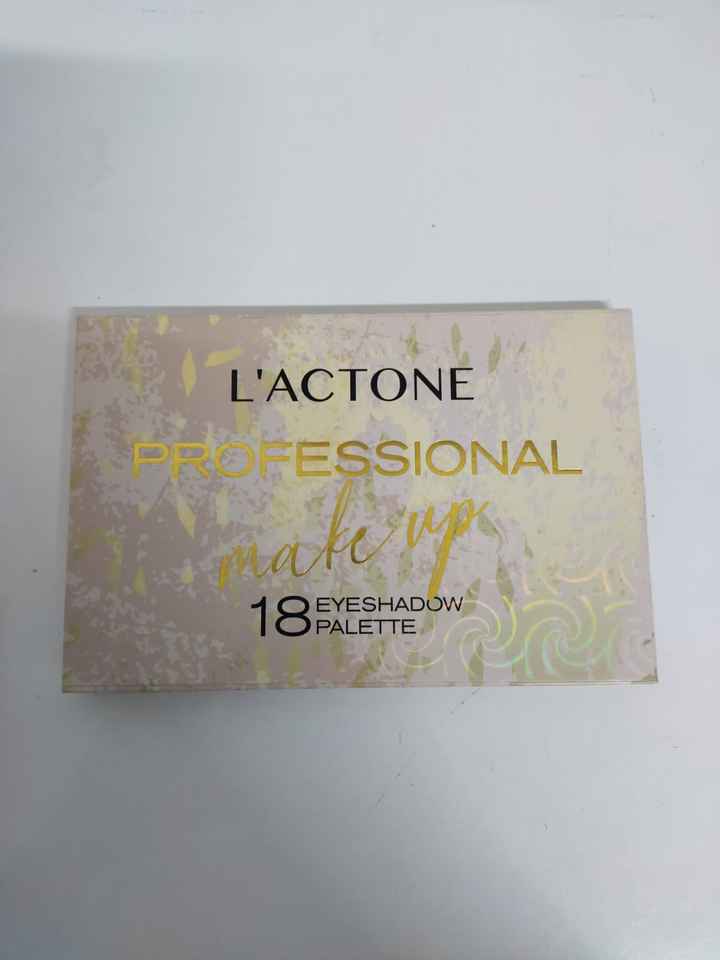 L'ACTONE
PROFESSIONAL
make up
18 EYESHADOW
PALETTE